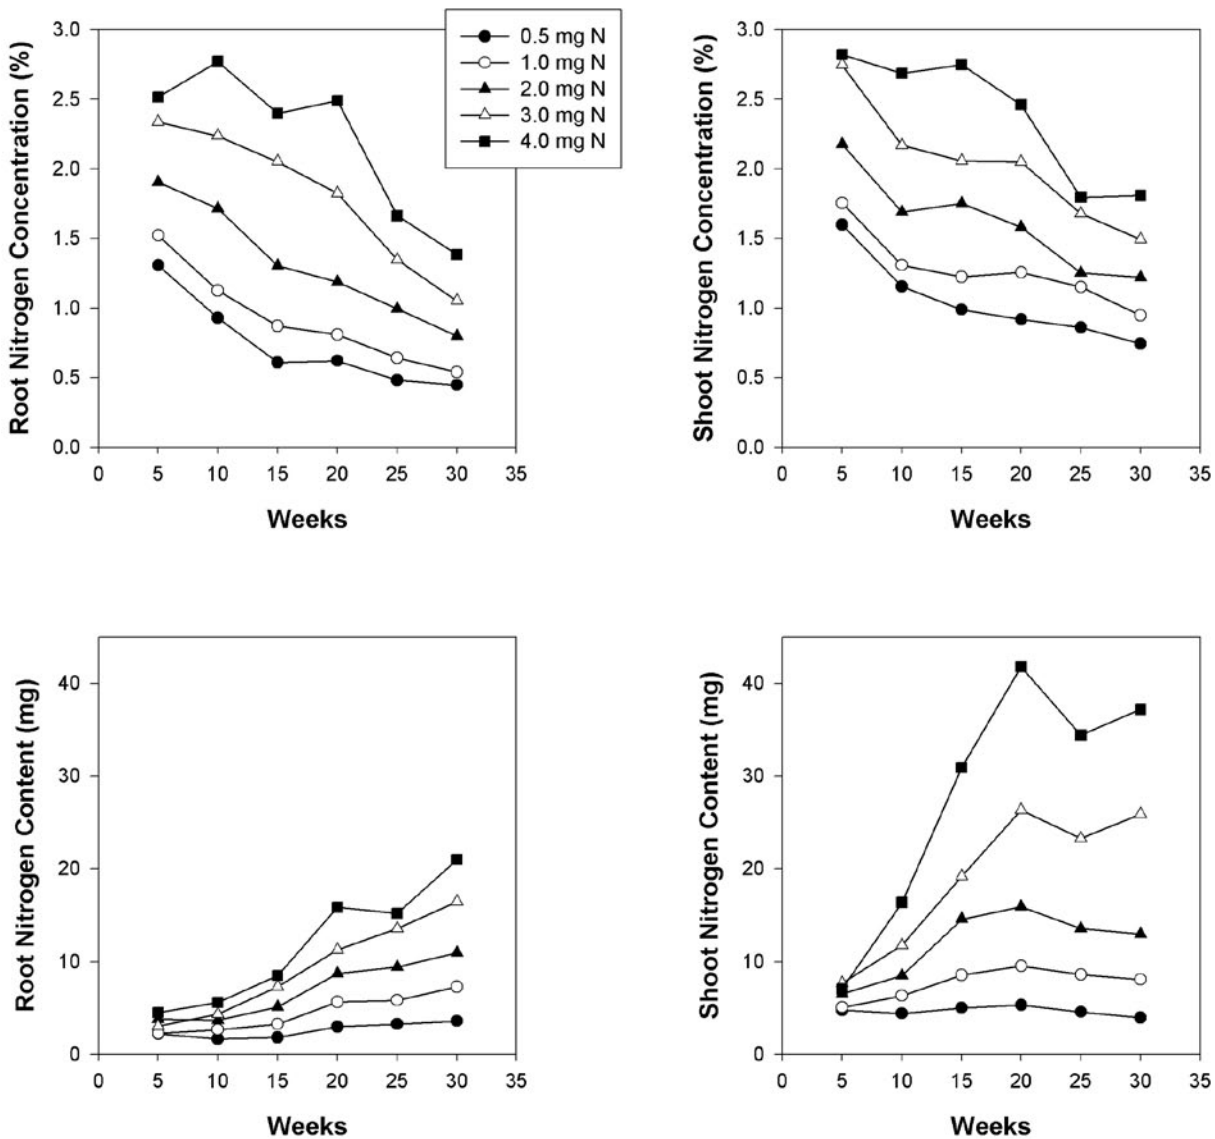 Root Nitrogen Concentration (%)
3.0
2.5
2.0
1.5
1.0
0.5
0.0
0 5 10 15 20 25 30 35
Weeks
0.5 mg N
1.0 mg N
2.0 mg N
3.0 mg N
4.0 mg N
Shoot Nitrogen Concentration (%)
3.0
2.5
2.0
1.5
1.0
0.5
0.0
0 5 10 15 20 25 30 35
Weeks
Root Nitrogen Content (mg)
40
30
20
10
0
0 5 10 15 20 25 30 35
Weeks
Shoot Nitrogen Content (mg)
40
30
20
10
0
0 5 10 15 20 25 30 35
Weeks